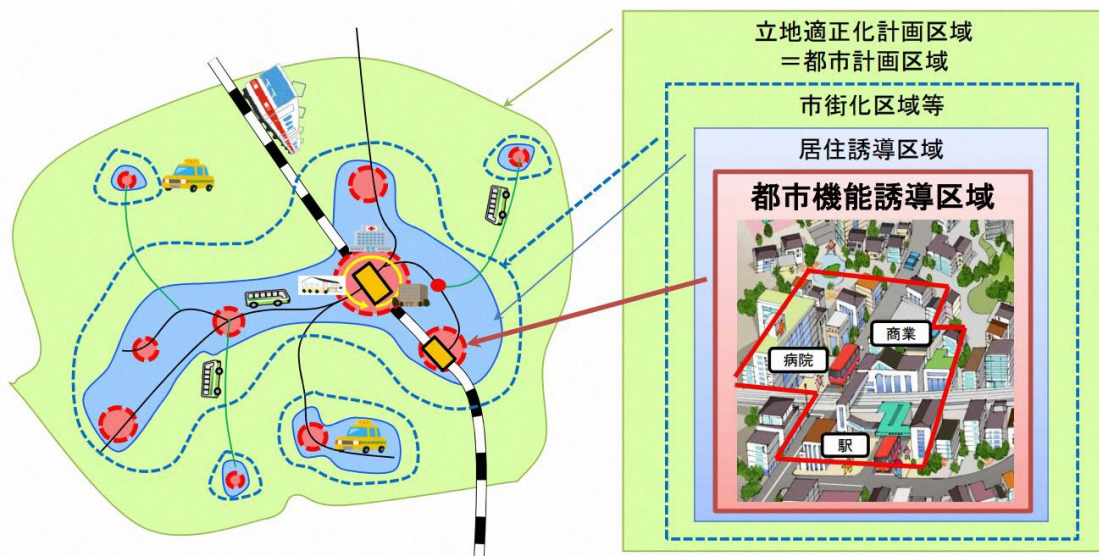 立地適正化計画区域
＝都市計画区域
市街化区域等
居住誘導区域
都市機能誘導区域
商業
病院
駅